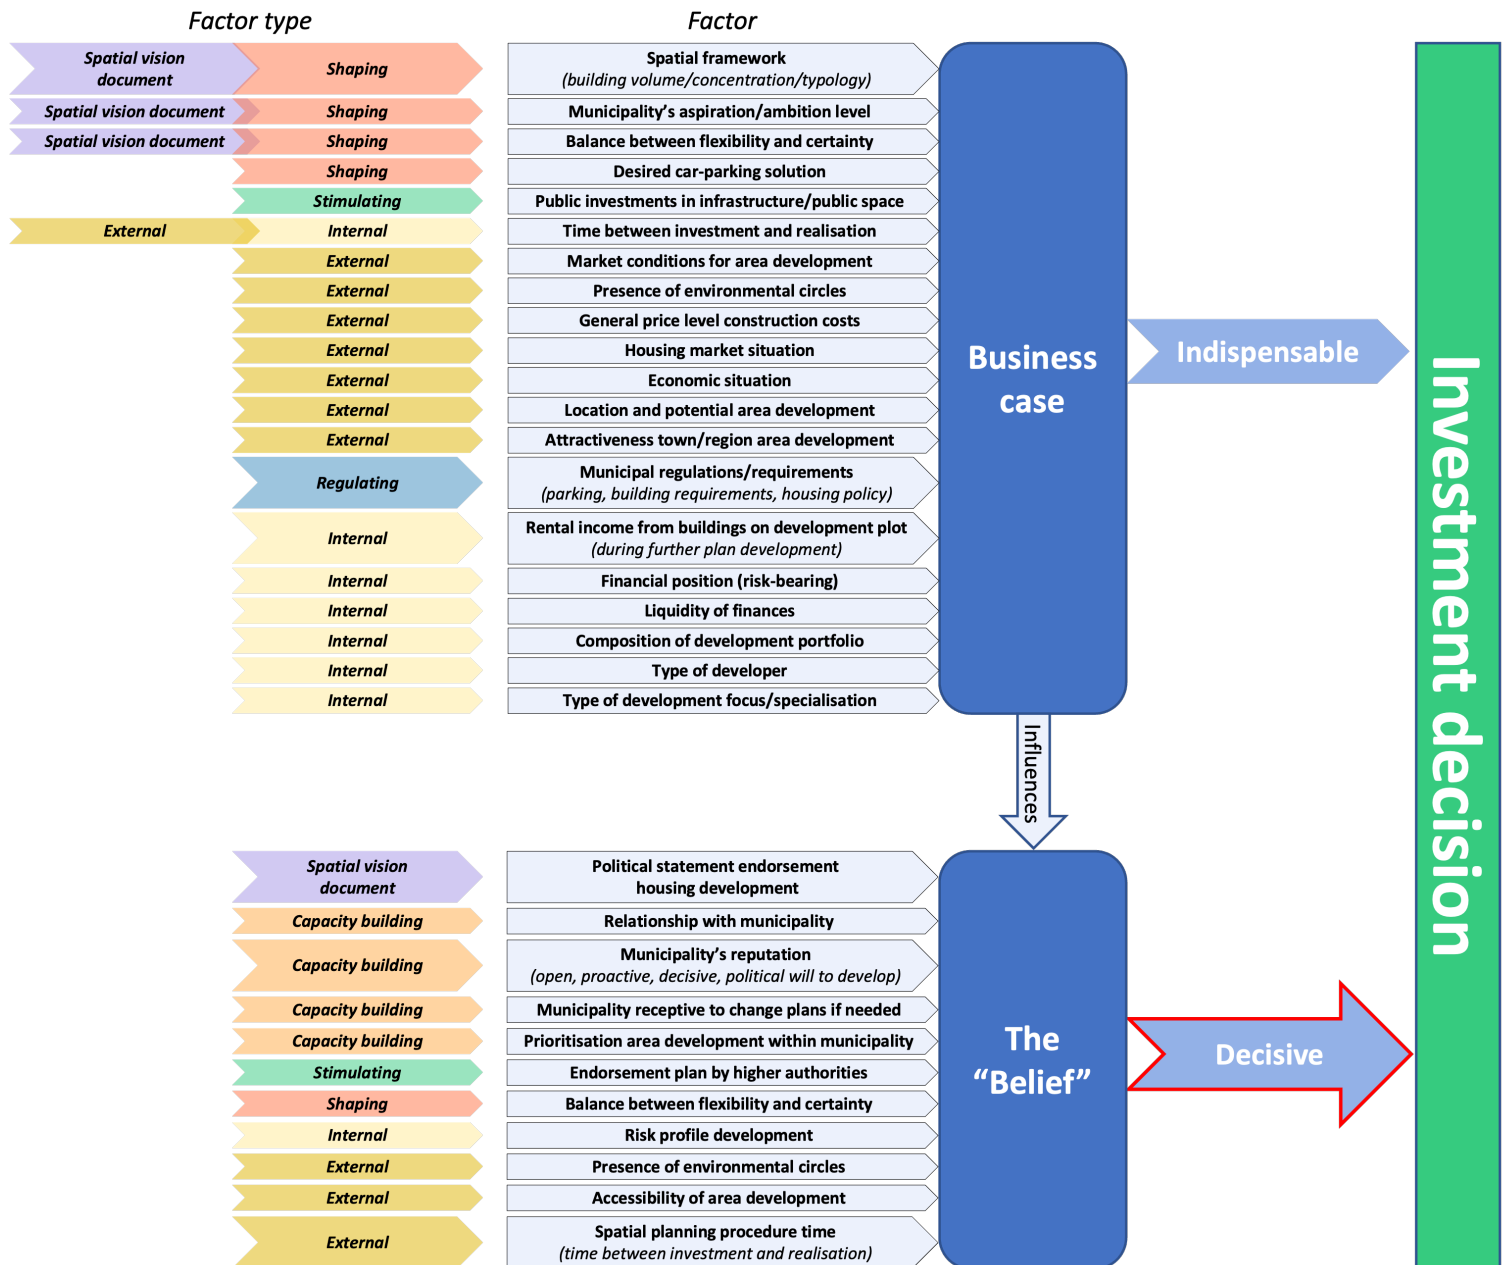 Factor type
Factor
Spatial vision
document
Shaping
Spatial framework
(building volume/concentration/typology)
Spatial vision document
Shaping
Municipality's aspiration/ambition level
Spatial vision document
Shaping
Balance between flexibility and certainty
Shaping
Desired car-parking solution
Stimulating
Public investments in infrastructure/public space
External
Internal
Time between investment and realisation
External
Market conditions for area development
External
Presence of environmental circles
External
General price level construction costs
External
Housing market situation
External
Economic situation
External
Location and potential area development
External
Attractiveness town/region area development
Regulating
Municipal regulations/requirements
(parking, building requirements, housing policy)
Internal
Rental income from buildings on development plot
(during further plan development)
Internal
Financial position (risk-bearing)
Internal
Liquidity of finances
Internal
Composition of development portfolio
Internal
Type of developer
Internal
Type of development focus/specialisation
Business
case
Indispensable
Influences
Spatial vision
document
Political statement endorsement
housing development
Capacity building
Relationship with municipality
Capacity building
Municipality's reputation
(open, proactive, decisive, political will to develop)
Capacity building
Municipality receptive to change plans if needed
Capacity building
Prioritisation area development within municipality
Stimulating
Endorsement plan by higher authorities
Shaping
Balance between flexibility and certainty
Internal
Risk profile development
External
Presence of environmental circles
External
Accessibility of area development
External
Spatial planning procedure time
(time between investment and realisation)
The
“Belief”
Decisive
Investment decision